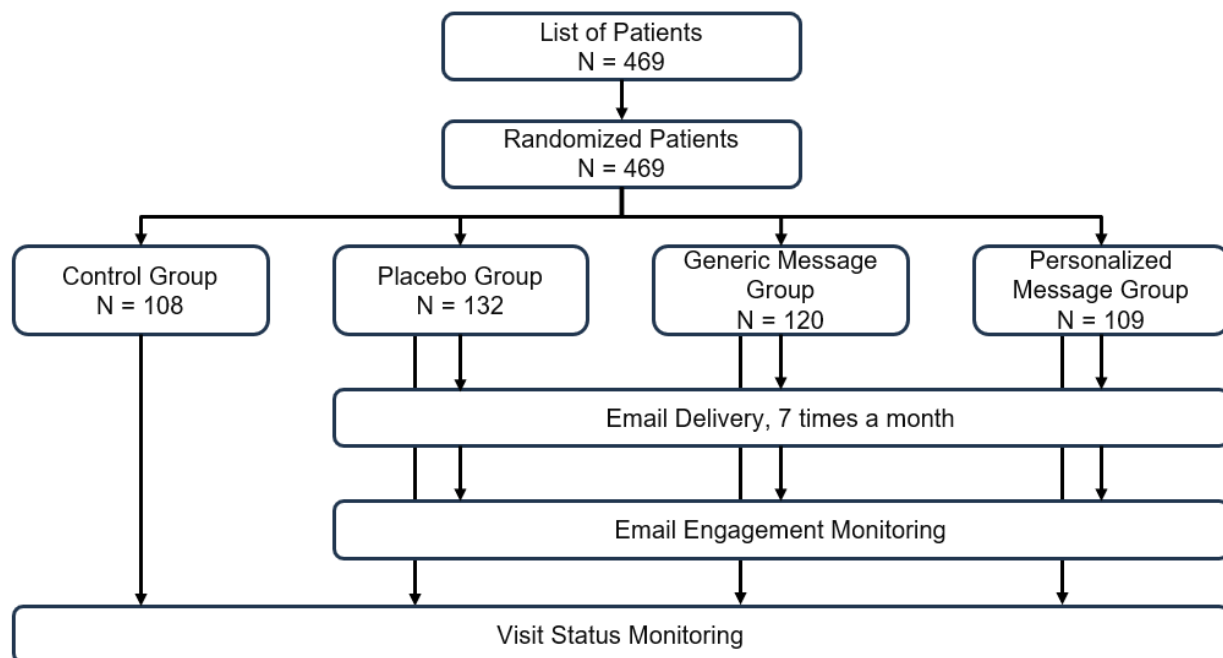 List of Patients
N = 469
Randomized Patients
N = 469
Control Group
N = 108
Placebo Group
N = 132
Generic Message
Group
N = 120
Personalized
Message Group
N = 109
Email Delivery, 7 times a month
Email Engagement Monitoring
Visit Status Monitoring